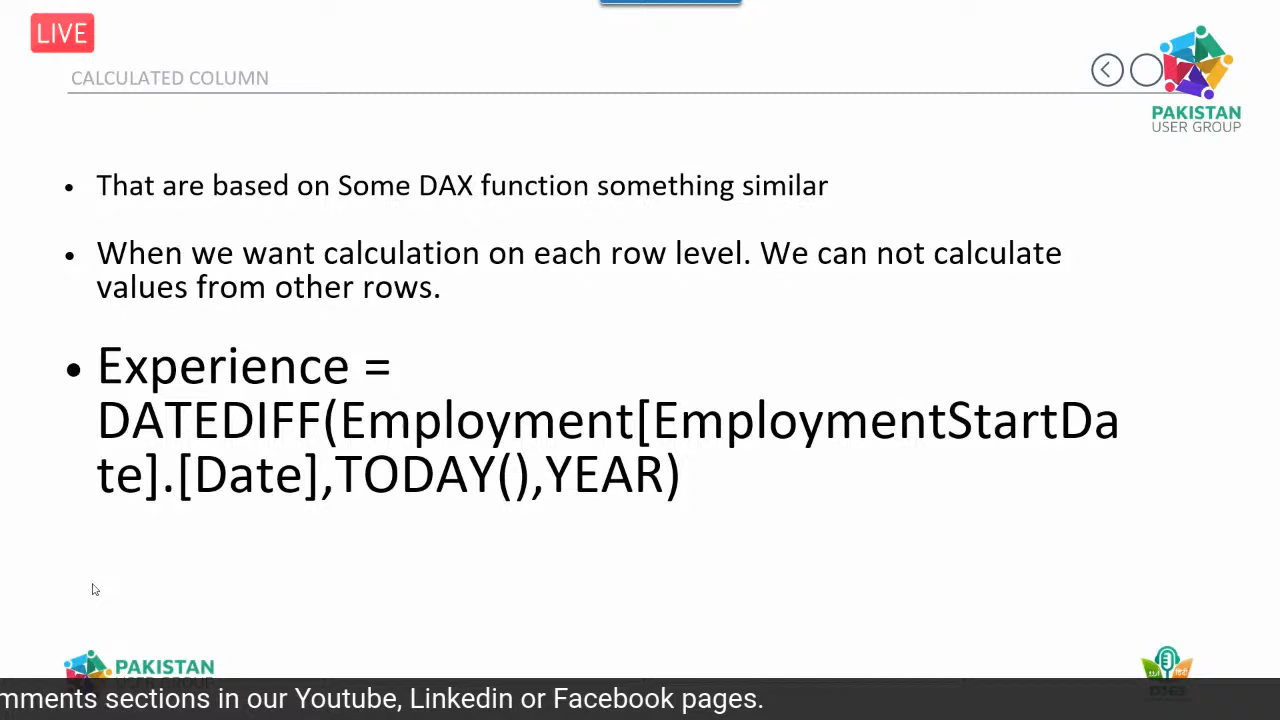 LIVE
CALCULATED COLUMN
PAKISTAN
USER GROUP
• That are based on Some DAX function something similar
• When we want calculation on each row level. We can not calculate
values from other rows.
• Experience =
DATEDIFF(Employment[EmploymentStartDa
te].[Date],TODAY(),YEAR)
PAKISTAN
mments sections in our Youtube, Linkedin or Facebook pages.